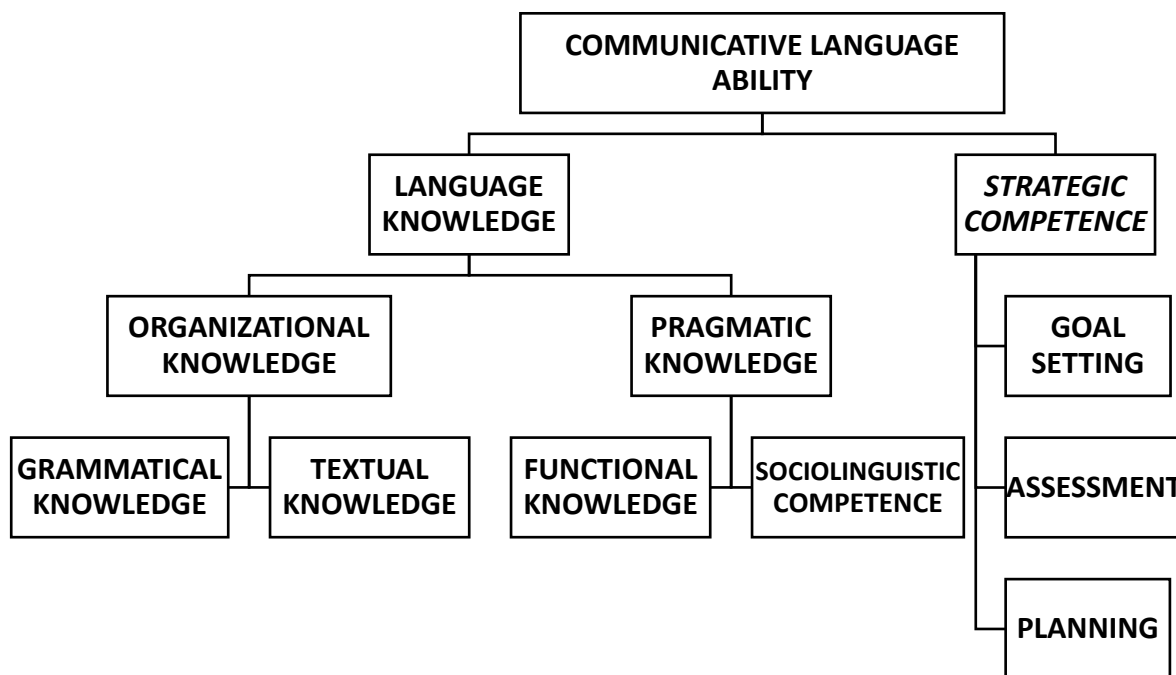 COMMUNICATIVE LANGUAGE
ABILITY
LANGUAGE
KNOWLEDGE
STRATEGIC
COMPETENCE
ORGANIZATIONAL
KNOWLEDGE
PRAGMATIC
KNOWLEDGE
GOAL
SETTING
GRAMMATICAL
KNOWLEDGE
TEXTUAL
KNOWLEDGE
FUNCTIONAL
KNOWLEDGE
SOCIOLINGUISTIC
COMPETENCE
ASSESSMENT
PLANNING